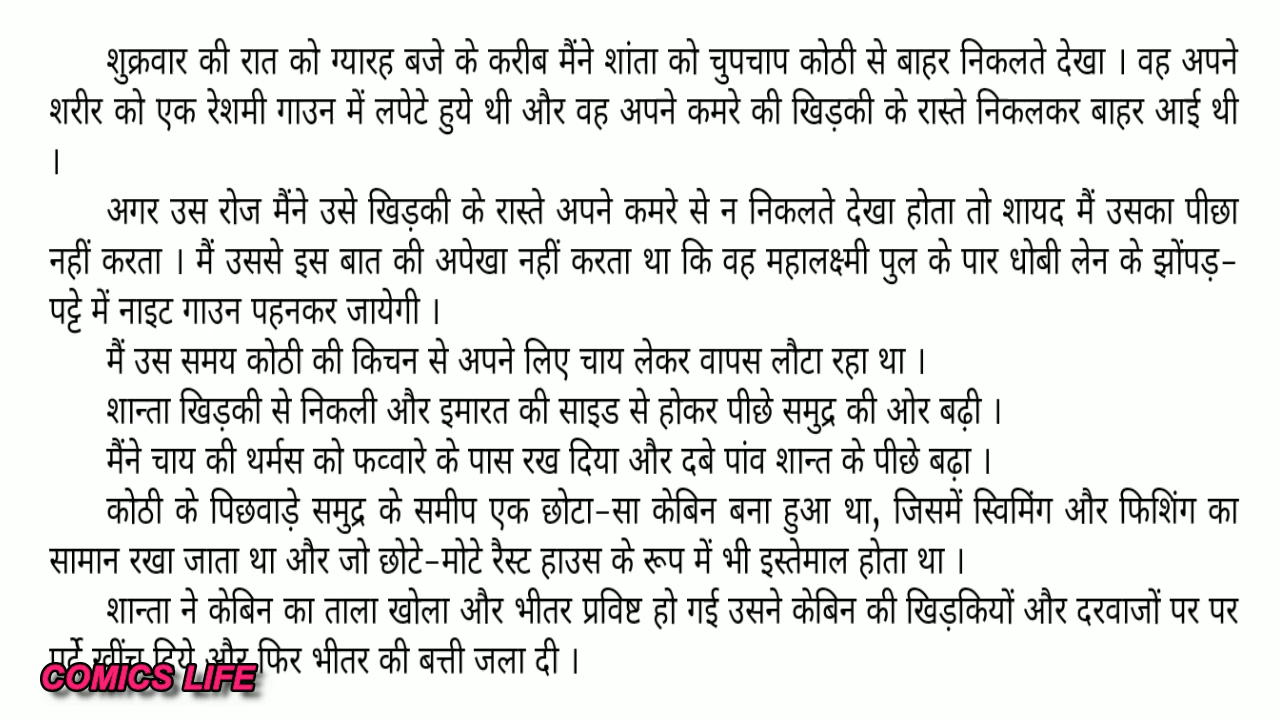 शुक्रवार की रात को ग्यारह बजे के करीब मैंने शांता को चुपचाप कोठी से बाहर निकलते देखा । वह अपने
शरीर को एक रेशमी गाउन में लपेटे हुये थी और वह अपने कमरे की खिड़की के रास्ते निकलकर बाहर आई थी
।
अगर उस रोज मैंने उसे खिड़की के रास्ते अपने कमरे से न निकलते देखा होता तो शायद मैं उसका पीछा
नहीं करता । मैं उससे इस बात की अपेखा नहीं करता था कि वह महालक्ष्मी पुल के पार धोबी लेन के झोंपड़-
पट्टे में नाइट गाउन पहनकर जायेगी ।
मैं उस समय कोठी की किचन से अपने लिए चाय लेकर वापस लौटा रहा था ।
शान्ता खिड़की से निकली और इमारत की साइड से होकर पीछे समुद्र की ओर बढ़ी ।
मैंने चाय की थर्मस को फव्वारे के पास रख दिया और दबे पांव शान्त के पीछे बढ़ा ।
कोठी के पिछवाड़े समुद्र के समीप एक छोटा-सा केबिन बना हुआ था, जिसमें स्विमिंग और फिशिंग का
सामान रखा जाता था और जो छोटे-मोटे रैस्ट हाउस के रूप में भी इस्तेमाल होता था ।
शान्ता ने केबिन का ताला खोला और भीतर प्रविष्ट हो गई उसने केबिन की खिड़कियों और दरवाजों पर पर
पर्दे खींच दिये और फिर भीतर की बत्ती जला दी ।
COMICS LIFE